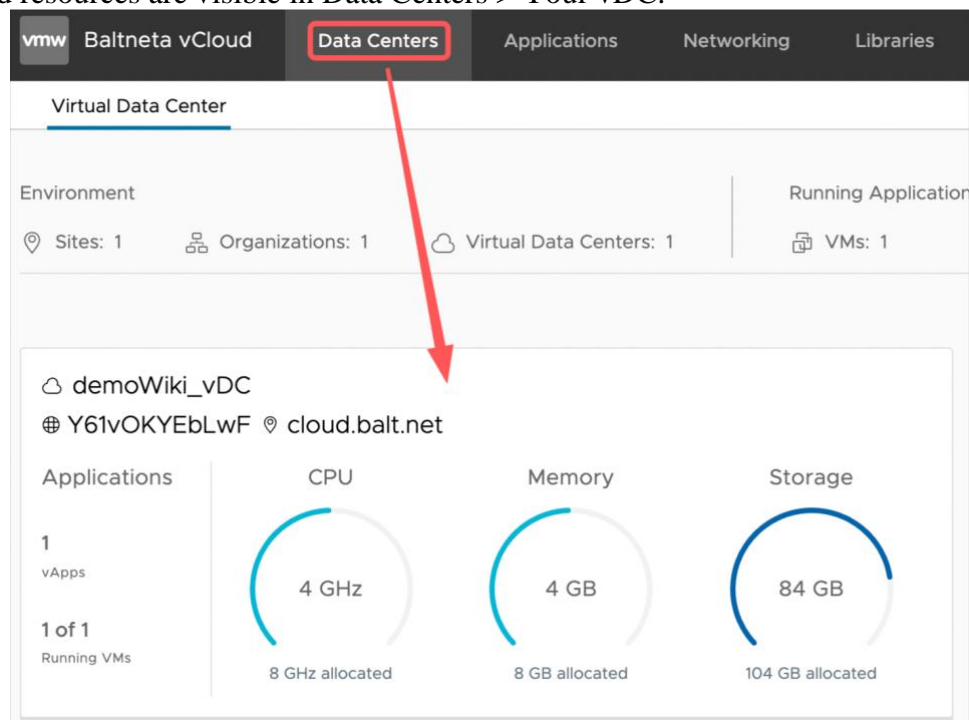 resources are visible in Data Centers > Your vDC.
vmw Baltneta vCloud Data Centers Applications Networking Libraries
Virtual Data Center
Environment
Running Application
Sites: 1 Organizations: 1 Virtual Data Centers: 1 VMs: 1
demoWiki_vDC
Y61vOKYEbLwF cloud.balt.net
Applications CPU Memory Storage
1
vApps
4 GHz 4 GB 84 GB
1 of 1
Running VMs
8 GHz allocated 8 GB allocated 104 GB allocated